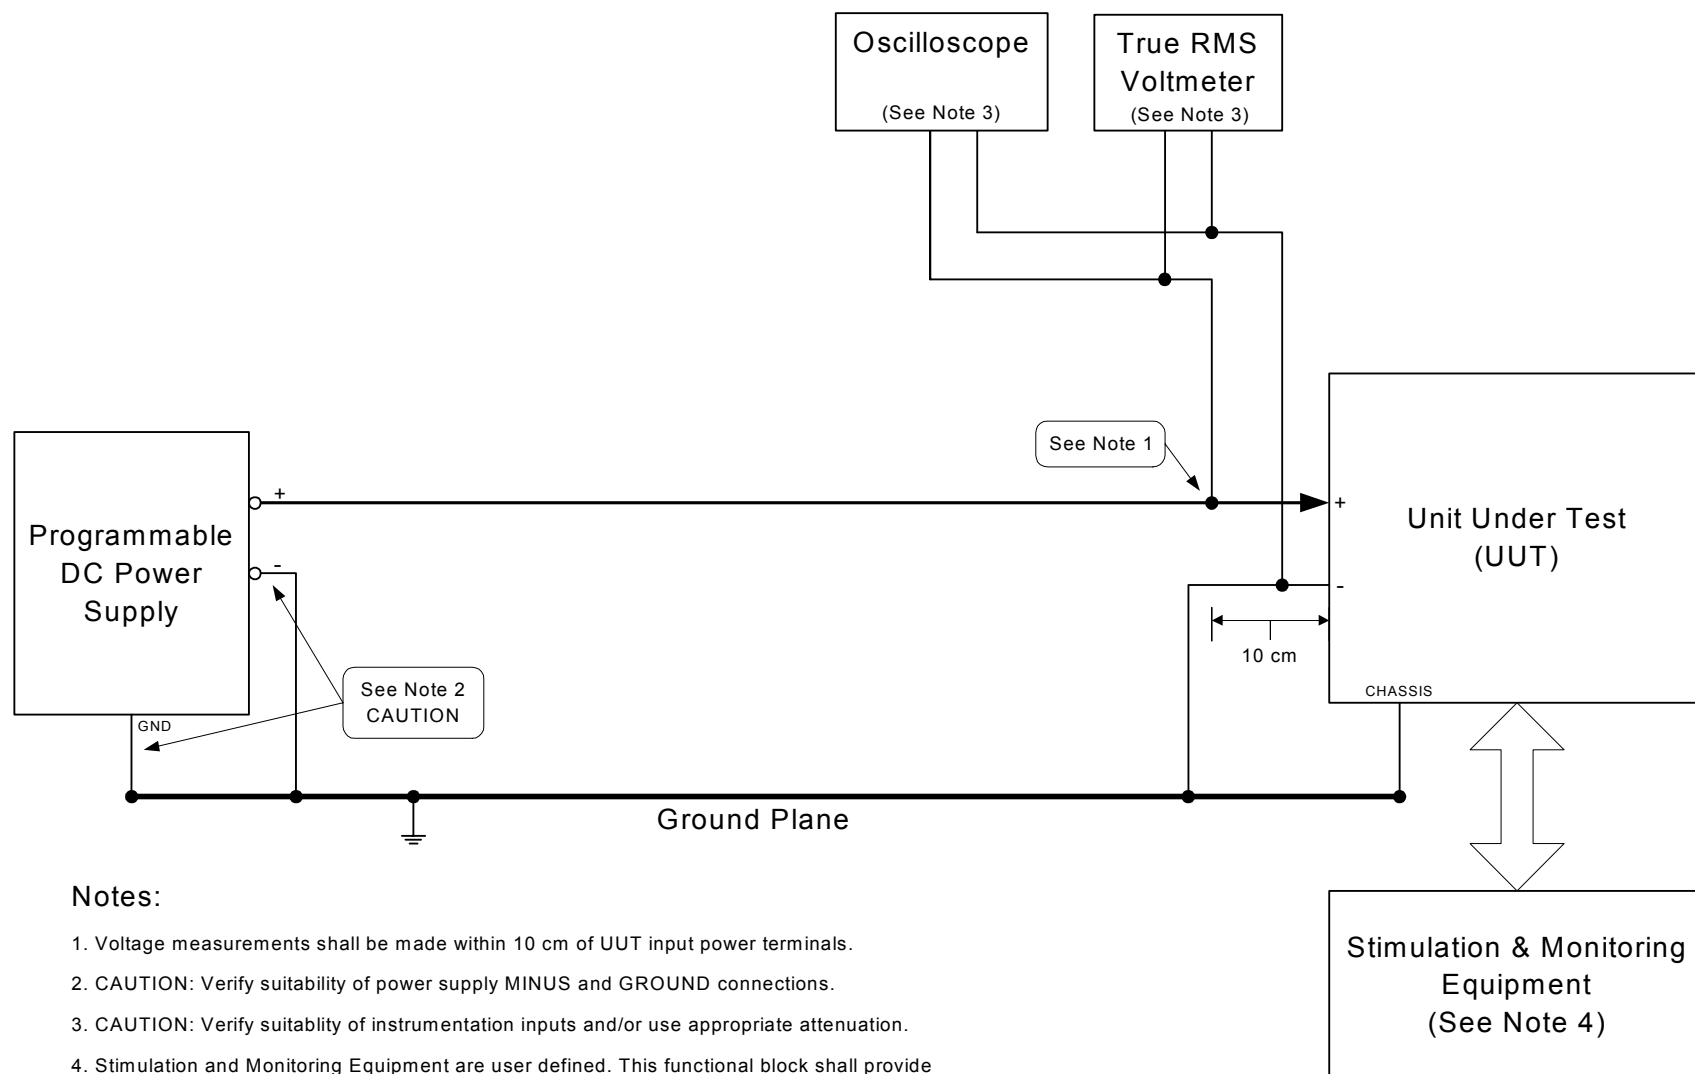 Oscilloscope
(See Note 3)
True RMS
Voltmeter
(See Note 3)
See Note 1
Programmable
DC Power
Supply
+
-
GND
See Note 2
CAUTION
+
-
Unit Under Test
(UUT)
10 cm
CHASSIS
Ground Plane
Stimulation & Monitoring
Equipment
(See Note 4)
Notes:
1. Voltage measurements shall be made within 10 cm of UUT input power terminals.
2. CAUTION: Verify suitability of power supply MINUS and GROUND connections.
3. CAUTION: Verify suitablity of instrumentation inputs and/or use appropriate attenuation.
4. Stimulation and Monitoring Equipment are user defined. This functional block shall provide